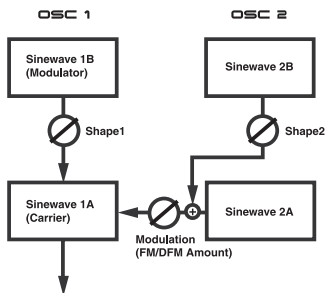 OSC 1
OSC 2
Sinewave 1B
(Modulator)
Sinewave 2B
Shape1
Shape2
Sinewave 1A
(Carrier)
+
Sinewave 2A
Modulation
(FM/DFM Amount)